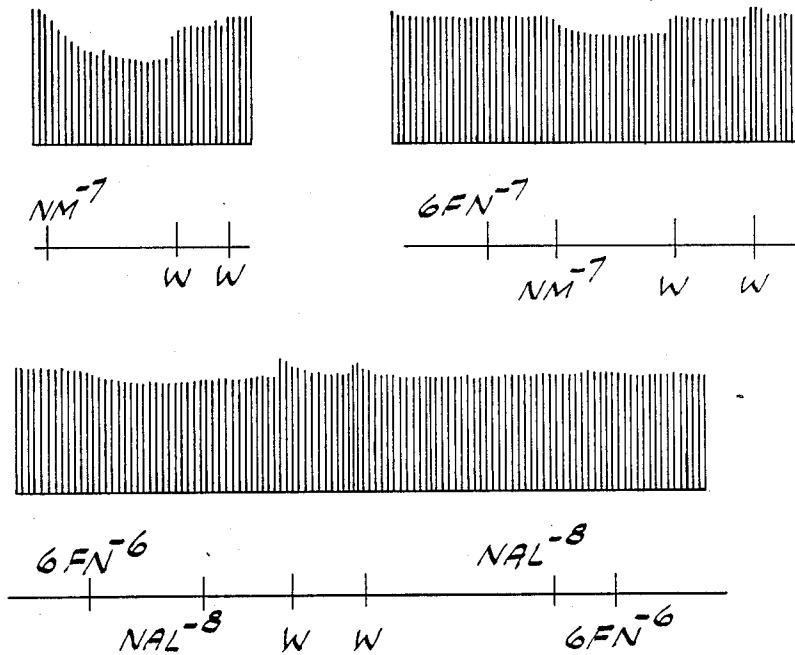 NM⁻⁷
W W
6FN⁻⁷
NM⁻⁷ W W
6FN⁻⁶ NAL⁻⁸
NAL⁻⁸ W W 6FN⁻⁶